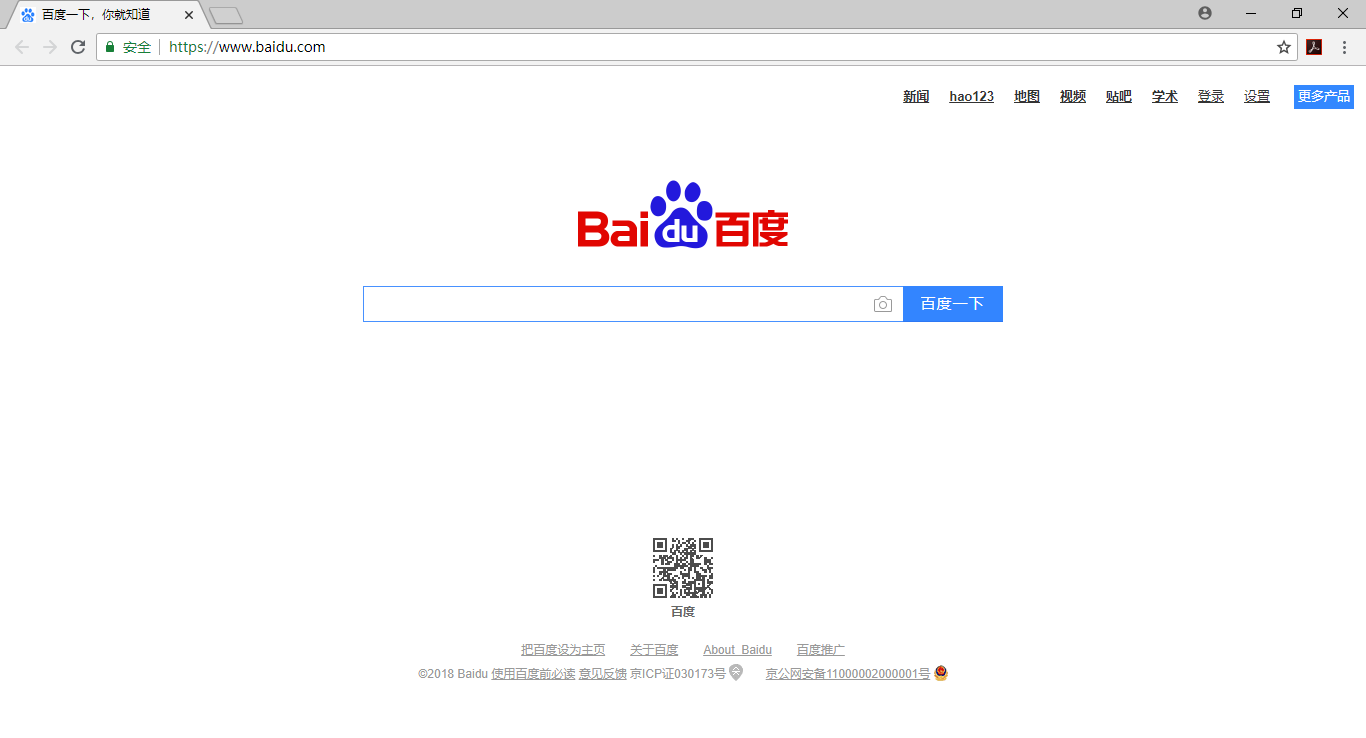 百度一下，你就知道
安全 https://www.baidu.com
新闻 hao123 地图 视频 贴吧 学术 登录 设置 更多产品
Bai du 百度
百度一下
百度
把百度设为主页 关于百度 About Baidu 百度推广
©2018 Baidu 使用百度前必读 意见反馈 京ICP证030173号 京公网安备11000002000001号